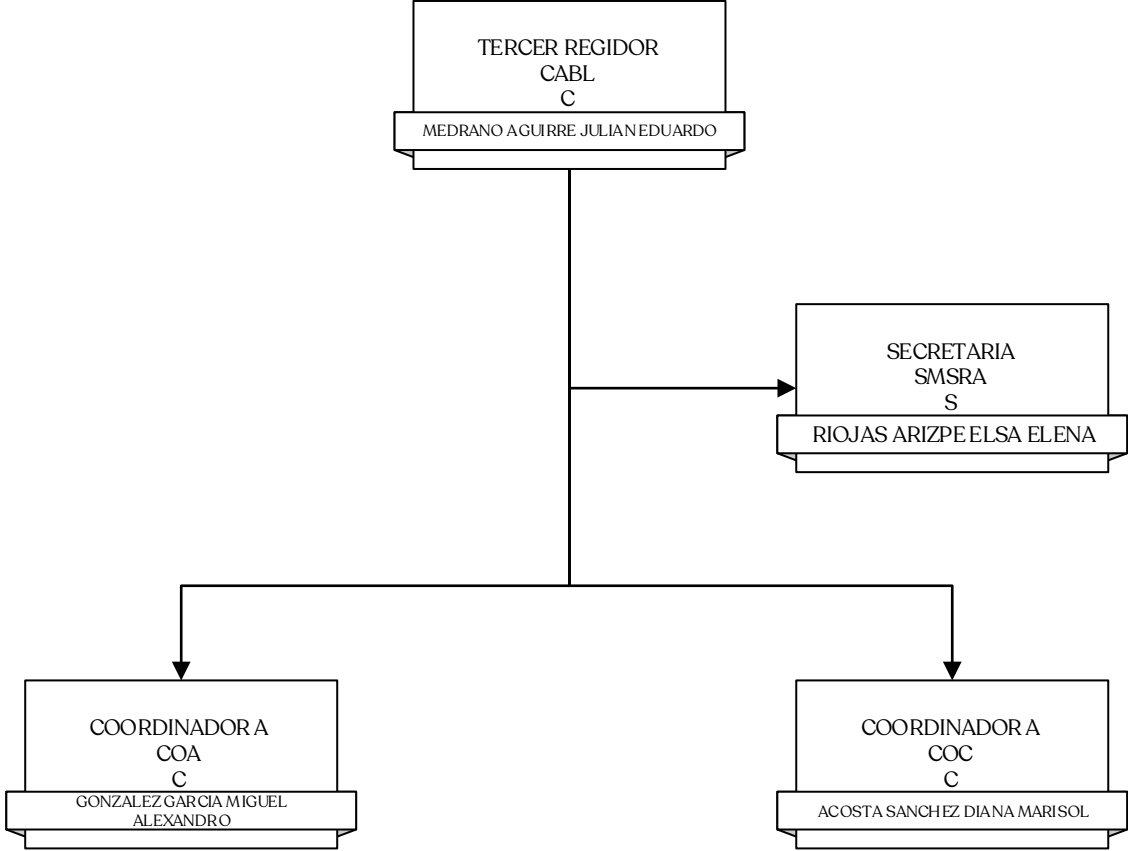 TERCER REGIDOR
CABL
C
MEDRANO AGUIRRE JULIAN EDUARDO
SECRETARIA
SMSRA
S
RIOJAS ARIZPE ELSA ELENA
COORDINADOR A
COA
C
GONZALEZ GARCIA MIGUEL
ALEXANDRO
COORDINADOR A
COC
C
ACOSTA SANCHEZ DIANA MARISOL